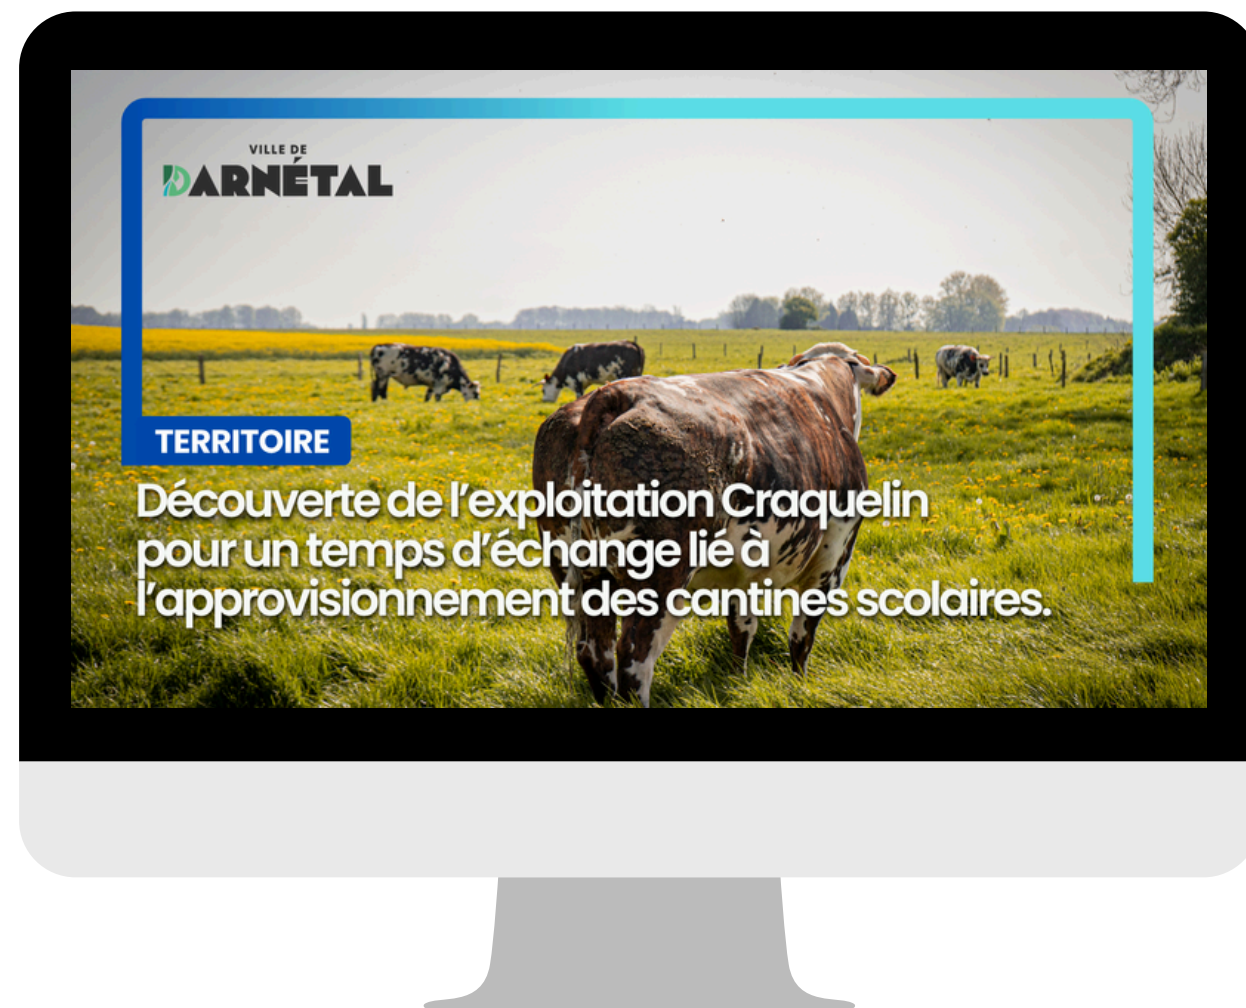 VILLE DE
DARNÉTAL
TERRITOIRE
Découverte de l’exploitation Craquelin
pour un temps d’échange lié à
l’approvisionnement des cantines scolaires.